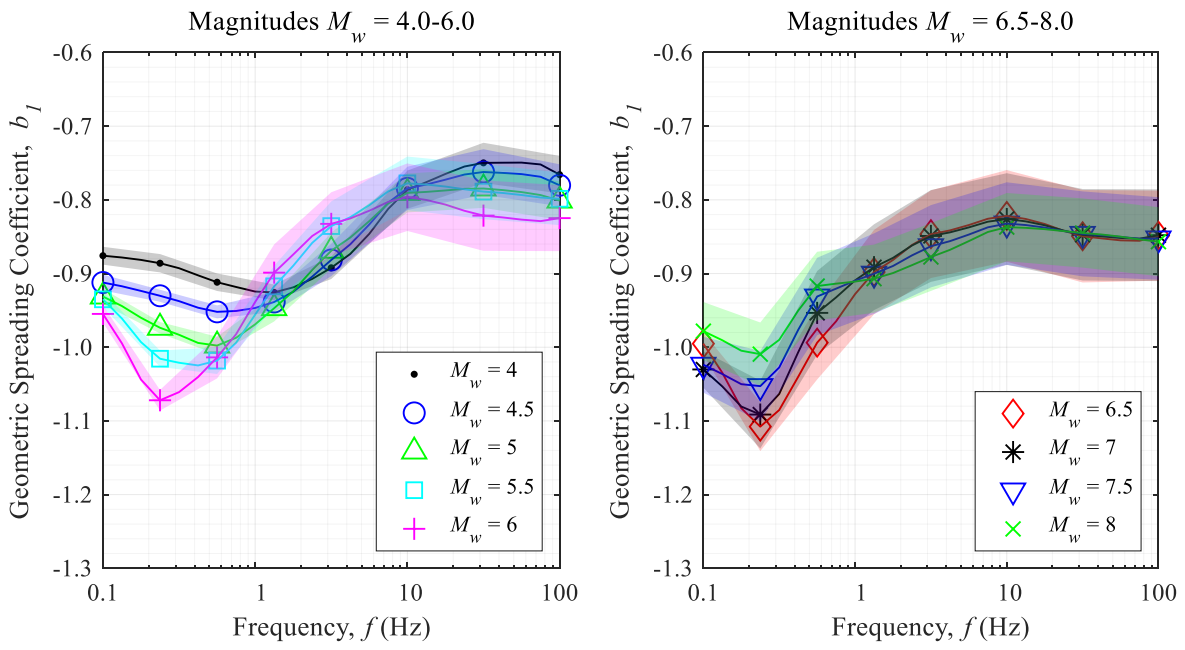 Magnitudes M_w = 4.0-6.0
-0.6
-0.7
-0.8
-0.9
-1.0
-1.1
-1.2
-1.3
Geometric Spreading Coefficient, b_1
M_w = 4
M_w = 4.5
M_w = 5
M_w = 5.5
M_w = 6
0.1
1
10
100
Frequency, f (Hz)
Magnitudes M_w = 6.5-8.0
-0.6
-0.7
-0.8
-0.9
-1.0
-1.1
-1.2
-1.3
Geometric Spreading Coefficient, b_1
M_w = 6.5
M_w = 7
M_w = 7.5
M_w = 8
0.1
1
10
100
Frequency, f (Hz)